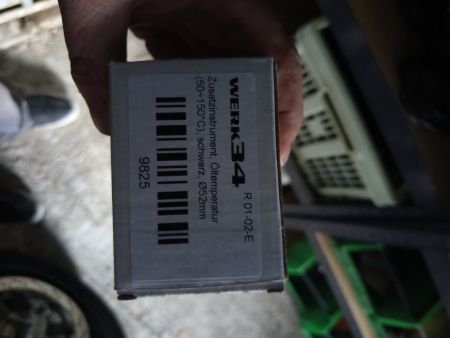 WERK34 R 01-02-E
Zusatzinstrument, Öltemperatur
(50~150°C), schwarz, Ø52mm
9825